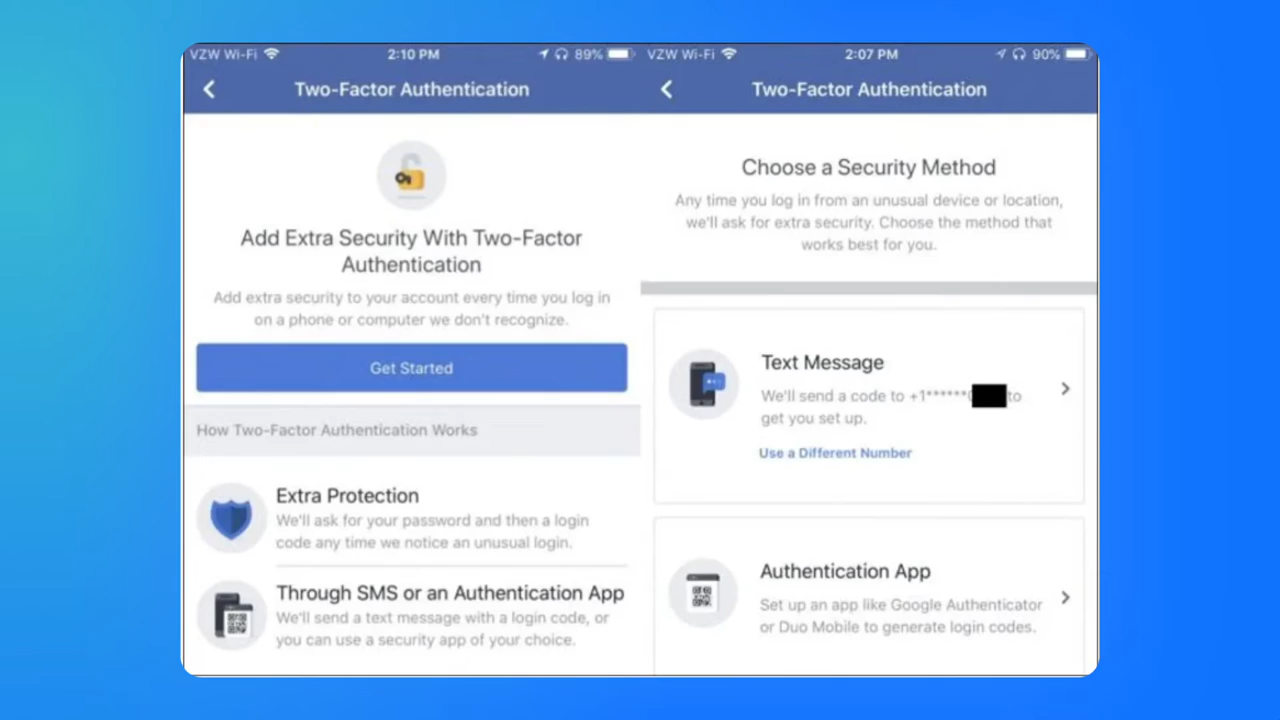 VZW Wi-Fi 2:10 PM 89%
Two-Factor Authentication
Add Extra Security With Two-Factor
Authentication
Add extra security to your account every time you log in
on a phone or computer we don't recognize.
Get Started
How Two-Factor Authentication Works
Extra Protection
We'll ask for your password and then a login
code any time we notice an unusual login.
Through SMS or an Authentication App
We'll send a text message with a login code, or
you can use a security app of your choice.
VZW Wi-Fi 2:07 PM 90%
Two-Factor Authentication
Choose a Security Method
Any time you log in from an unusual device or location,
we'll ask for extra security. Choose the method that
works best for you.
Text Message
We'll send a code to +1****** to
get you set up.
Use a Different Number
Authentication App
Set up an app like Google Authenticator
or Duo Mobile to generate login codes.